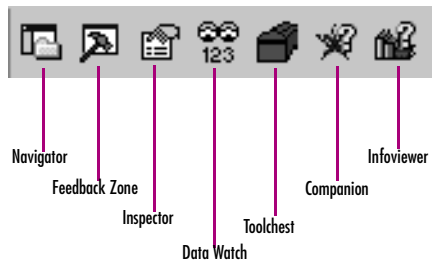 123
Navigator
Feedback Zone
Inspector
Data Watch
Toolchest
Companion
Infoviewer